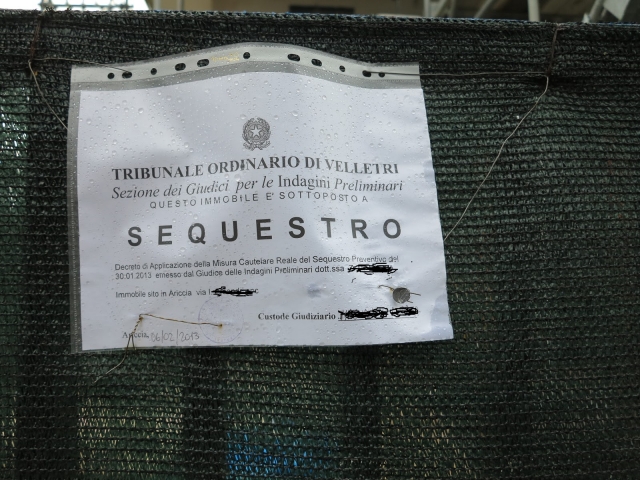 TRIBUNALE ORDINARIO DI VELLETRI
Sezione dei Giudici per le Indagini Preliminari
QUESTO IMMOBILE E' SOTTOPOSTO A
SEQUESTRO
Decreto di Applicazione della Misura Cauteiare Reale del Sequestro Preventivo del
30.01.2013 emesso dal Giudice delle Indagini Preliminari dott.ssa
Immobile sito in Ariccia via
Custode Giudiziario
Ariccia, 06/02/2013